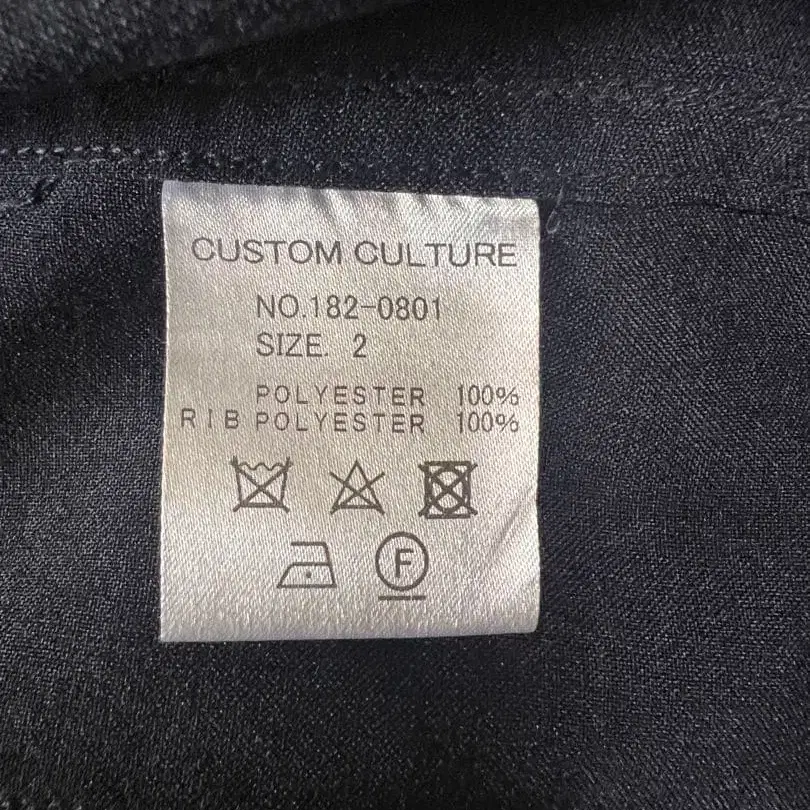 CUSTOM CULTURE
NO.182-0801
SIZE. 2
POLYESTER 100%
RIB POLYESTER 100%
F